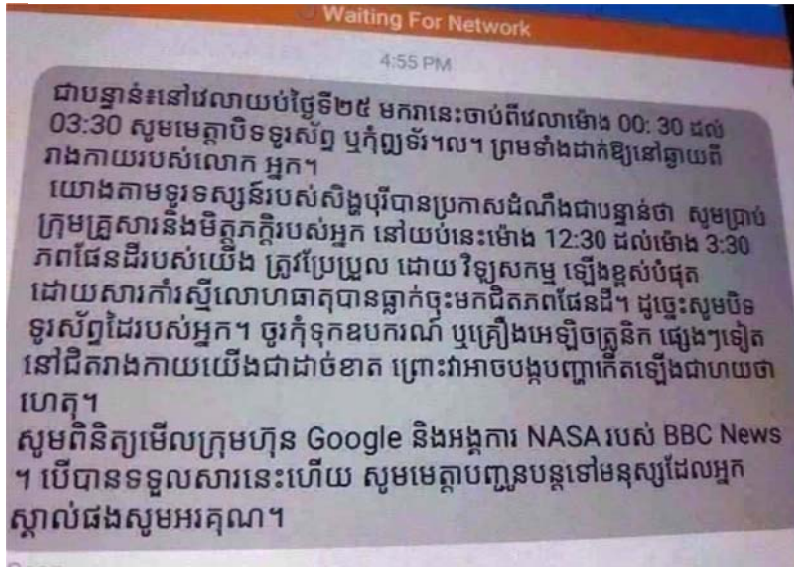 Waiting For Network
4:55 PM
ជាបន្ទាន់៖នៅវេលាយប់ថ្ងៃទី២៥ មករានេះចាប់ពីវេលាម៉ោង 00: 30 ដល់
03:30 សូមមេត្តាបិទទូរស័ព្ទ ឬកុំព្យូទ័រ។ល។ ព្រមទាំងដាក់ឱ្យនៅឆ្ងាយពី
រាងកាយរបស់លោក អ្នក។
យោងតាមទូរទស្សន៍របស់សិង្ហបុរីបានប្រកាសដំណឹងជាបន្ទាន់ថា សូមប្រាប់
ក្រុមគ្រួសារនិងមិត្តភក្តិរបស់អ្នក នៅយប់នេះម៉ោង 12:30 ដល់ម៉ោង 3:30
ភពផែនដីរបស់យើង ត្រូវប្រែប្រួល ដោយ វិទ្យុសកម្ម ឡើងខ្ពស់បំផុត
ដោយសារកាំរស្មីលោហធាតុបានធ្លាក់ចុះមកជិតភពផែនដី។ ដូច្នេះសូមបិទ
ទូរស័ព្ទដៃរបស់អ្នក។ ចូរកុំទុកឧបករណ៍ ឬគ្រឿងអេឡិចត្រូនិក ផ្សេងៗទៀត
នៅជិតរាងកាយយើងជាដាច់ខាត ព្រោះវាអាចបង្កបញ្ហាកើតឡើងជាហយថា
ហេតុ។
សូមពិនិត្យមើលក្រុមហ៊ុន Google និងអង្គការ NASA របស់ BBC News
។ បើបានទទួលសារនេះហើយ សូមមេត្តាបញ្ជូនបន្តទៅមនុស្សដែលអ្នក
ស្គាល់ផងសូមអរគុណ។